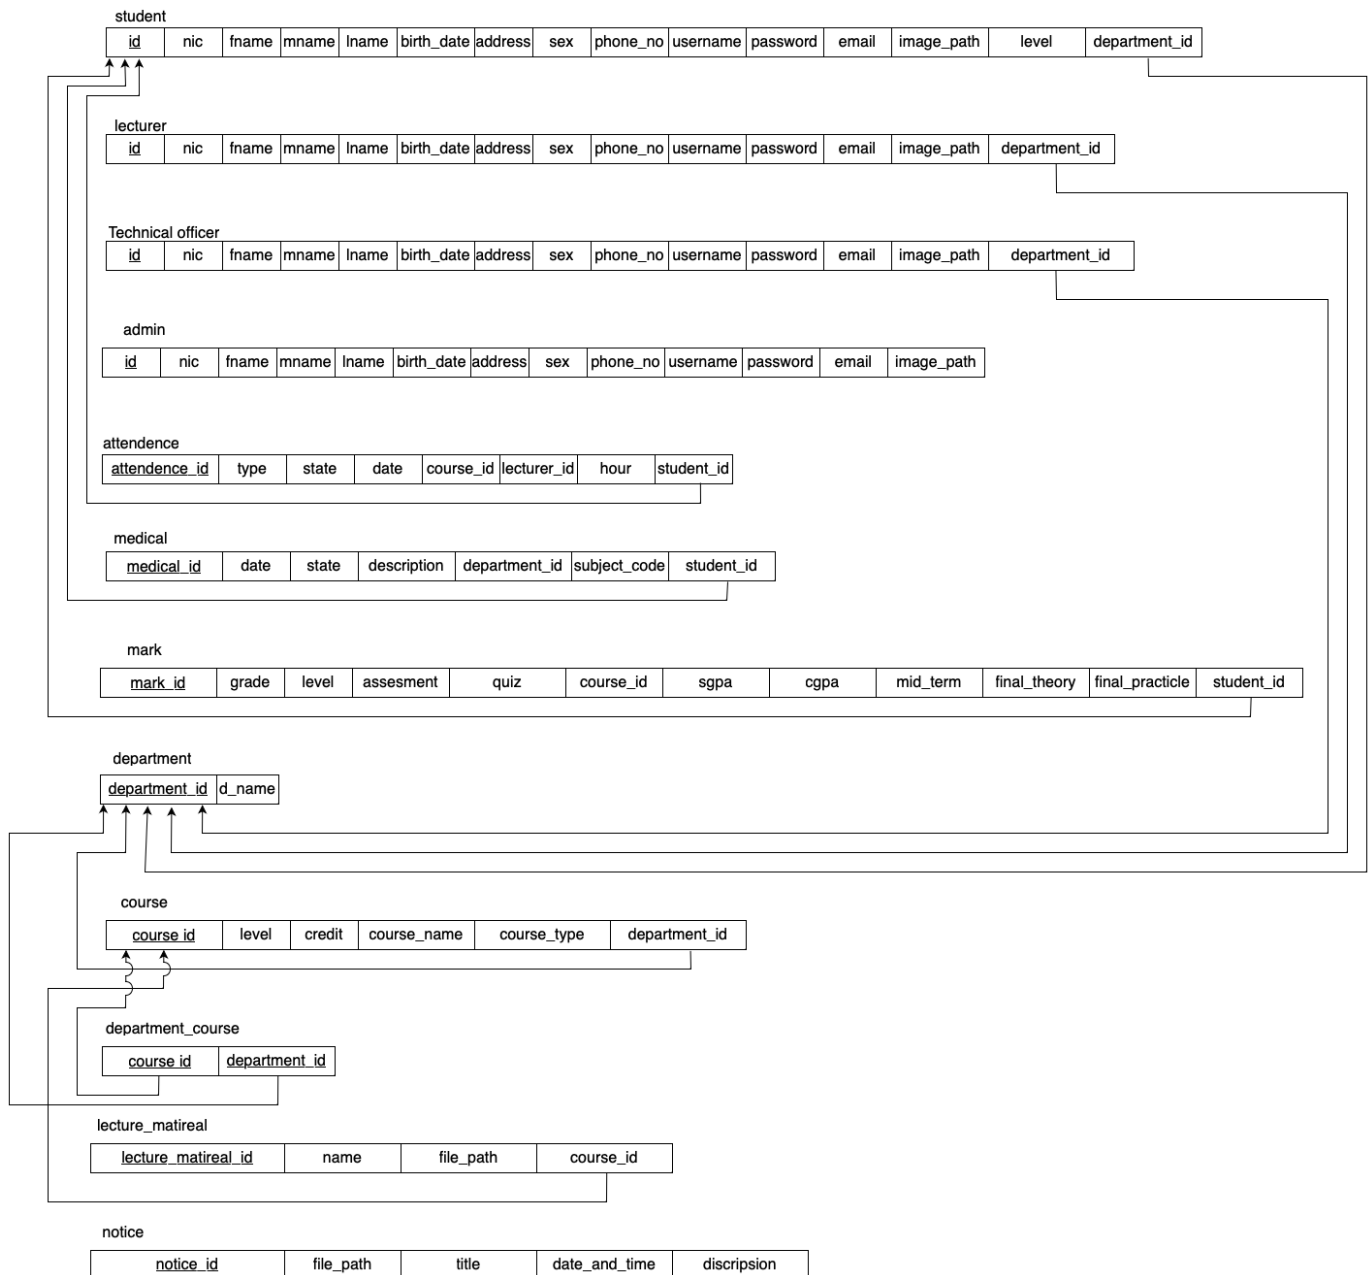 student
id nic fname mname lname birth_date address sex phone_no username password email image_path level department_id
lecturer
id nic fname mname lname birth_date address sex phone_no username password email image_path department_id
Technical officer
id nic fname mname lname birth_date address sex phone_no username password email image_path department_id
admin
id nic fname mname lname birth_date address sex phone_no username password email image_path
attendence
attendence_id type state date course_id lecturer_id hour student_id
medical
medical_id date state description department_id subject_code student_id
mark
mark_id grade level assesment quiz course_id sgpa cgpa mid_term final_theory final_practicle student_id
department
department_id d_name
course
course id level credit course_name course_type department_id
department_course
course id department_id
lecture_matireal
lecture_matireal_id name file_path course_id
notice
notice_id file_path title date_and_time discripsion